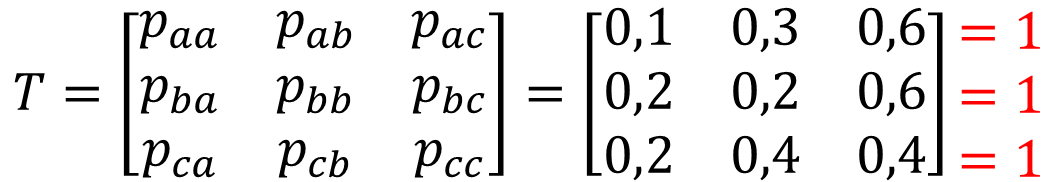 p_aa p_ab p_ac 0,1 0,3 0,6 = 1
T = [p_ba p_bb p_bc] = [0,2 0,2 0,6] = 1
p_ca p_cb p_cc 0,2 0,4 0,4 = 1